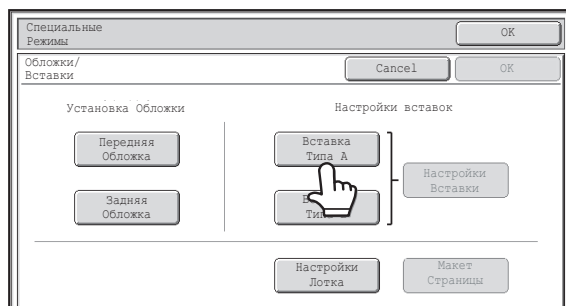 Специальные
Режимы
OK
Обложки/
Вставки
Cancel
OK
Установка Обложки
Настройки вставок
Передняя
Обложка
Вставка
Типа A
Настройки
Вставки
Задняя
Обложка
Настройки
Лотка
Макет
Страницы